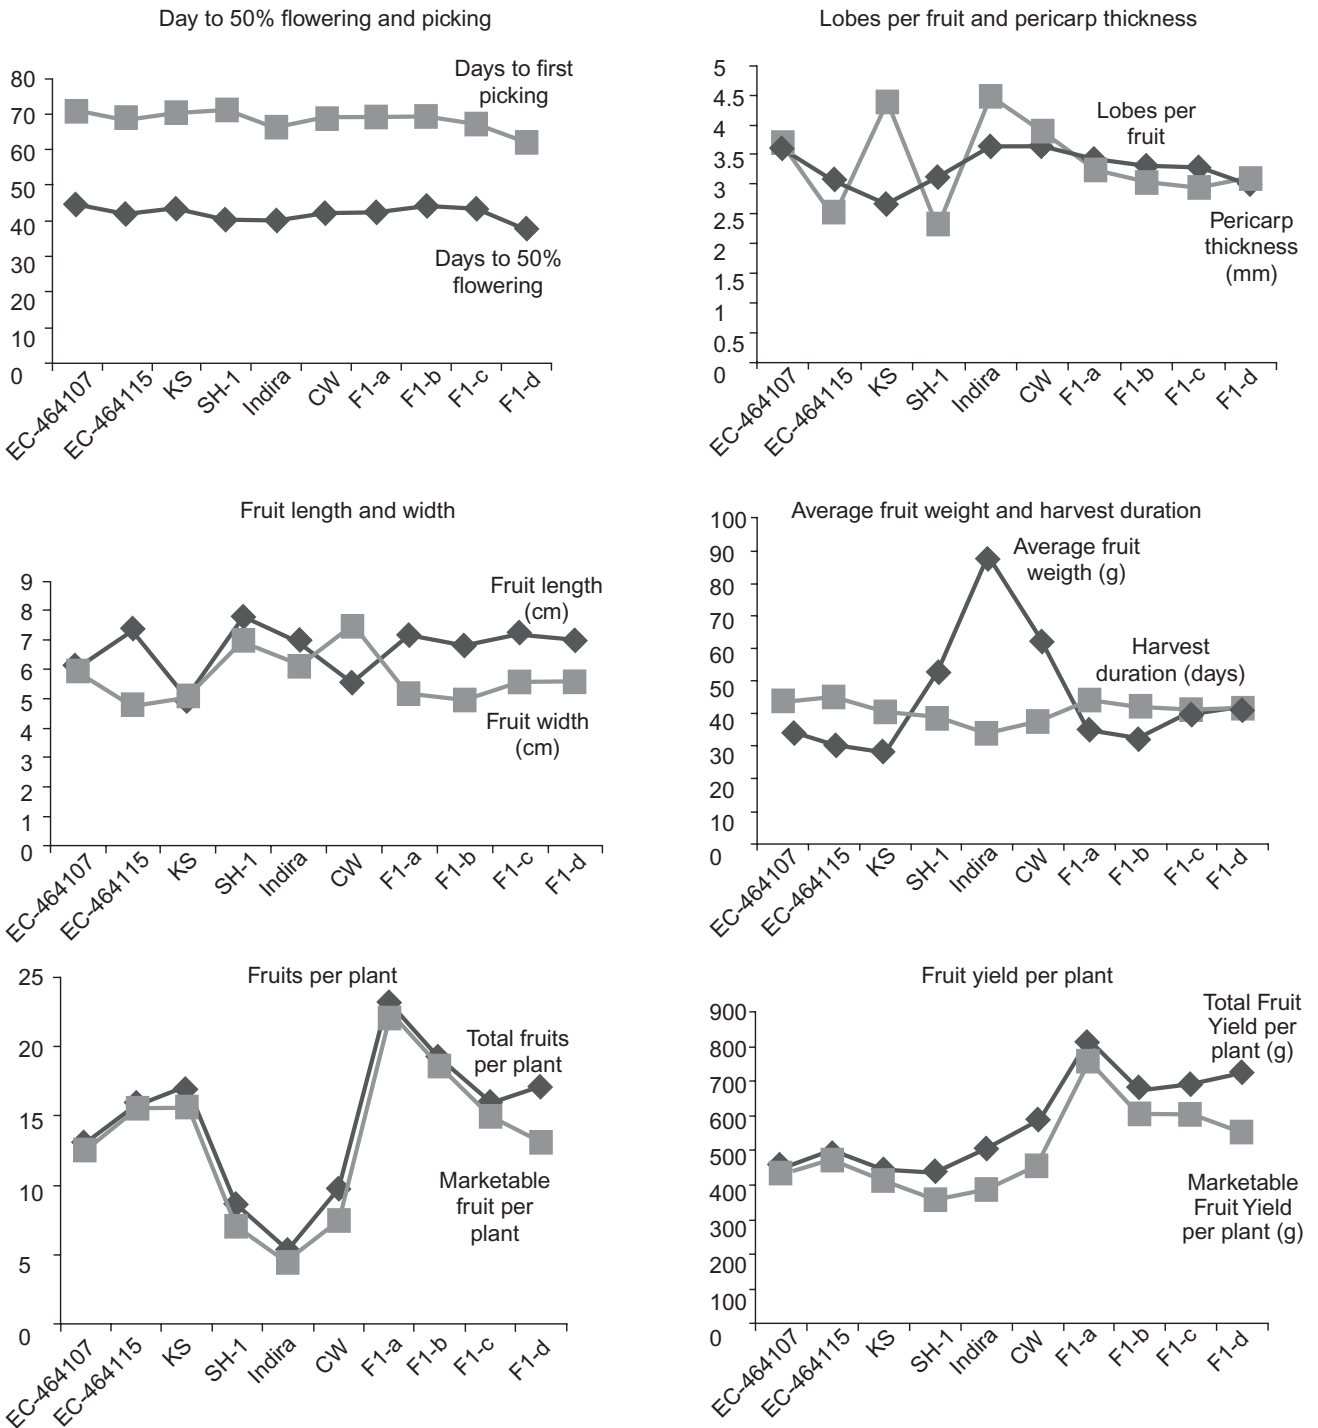 Day to 50% flowering and picking
80
70
60
50
40
30
20
10
0
Days to first
picking
Days to 50%
flowering
EC-464107
EC-464115
KS
SH-1
Indira
CW
F1-a
F1-b
F1-c
F1-d
Lobes per fruit and pericarp thickness
5
4.5
4
3.5
3
2.5
2
1.5
1
0.5
0
Lobes per
fruit
Pericarp
thickness
(mm)
EC-464107
EC-464115
KS
SH-1
Indira
CW
F1-a
F1-b
F1-c
F1-d
Fruit length and width
9
8
7
6
5
4
3
2
1
0
Fruit length
(cm)
Fruit width
(cm)
EC-464107
EC-464115
KS
SH-1
Indira
CW
F1-a
F1-b
F1-c
F1-d
Average fruit weight and harvest duration
100
90
80
70
60
50
40
30
20
10
0
Average fruit
weigth (g)
Harvest
duration (days)
EC-464107
EC-464115
KS
SH-1
Indira
CW
F1-a
F1-b
F1-c
F1-d
Fruits per plant
25
20
15
10
5
0
Total fruits
per plant
Marketable
fruit per
plant
EC-464107
EC-464115
KS
SH-1
Indira
CW
F1-a
F1-b
F1-c
F1-d
Fruit yield per plant
900
800
700
600
500
400
300
200
100
0
Total Fruit
Yield per
plant (g)
Marketable
Fruit Yield
per plant (g)
EC-464107
EC-464115
KS
SH-1
Indira
CW
F1-a
F1-b
F1-c
F1-d